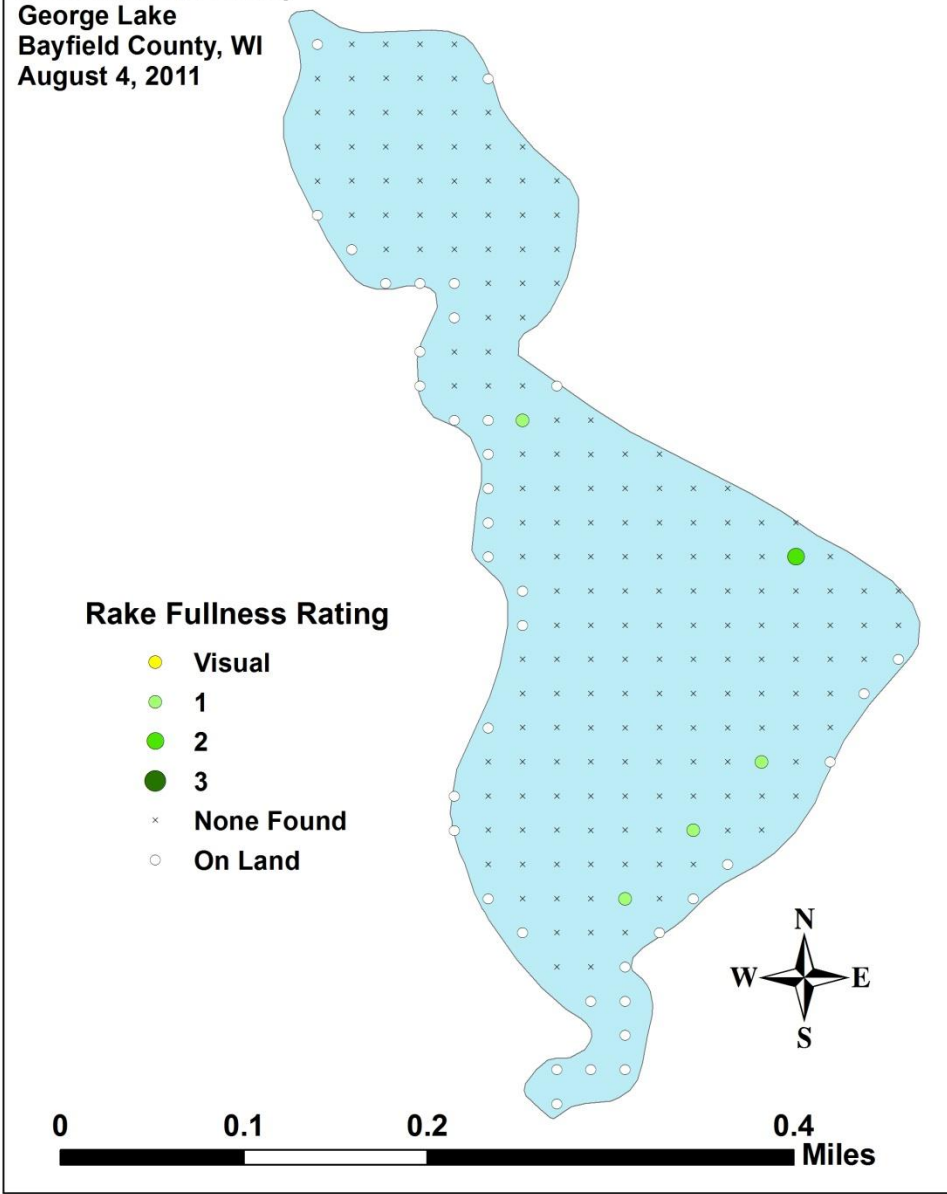 George Lake
Bayfield County, WI
August 4, 2011
Rake Fullness Rating
Visual
1
2
3
None Found
On Land
N
W E
S
0 0.1 0.2 0.4
Miles